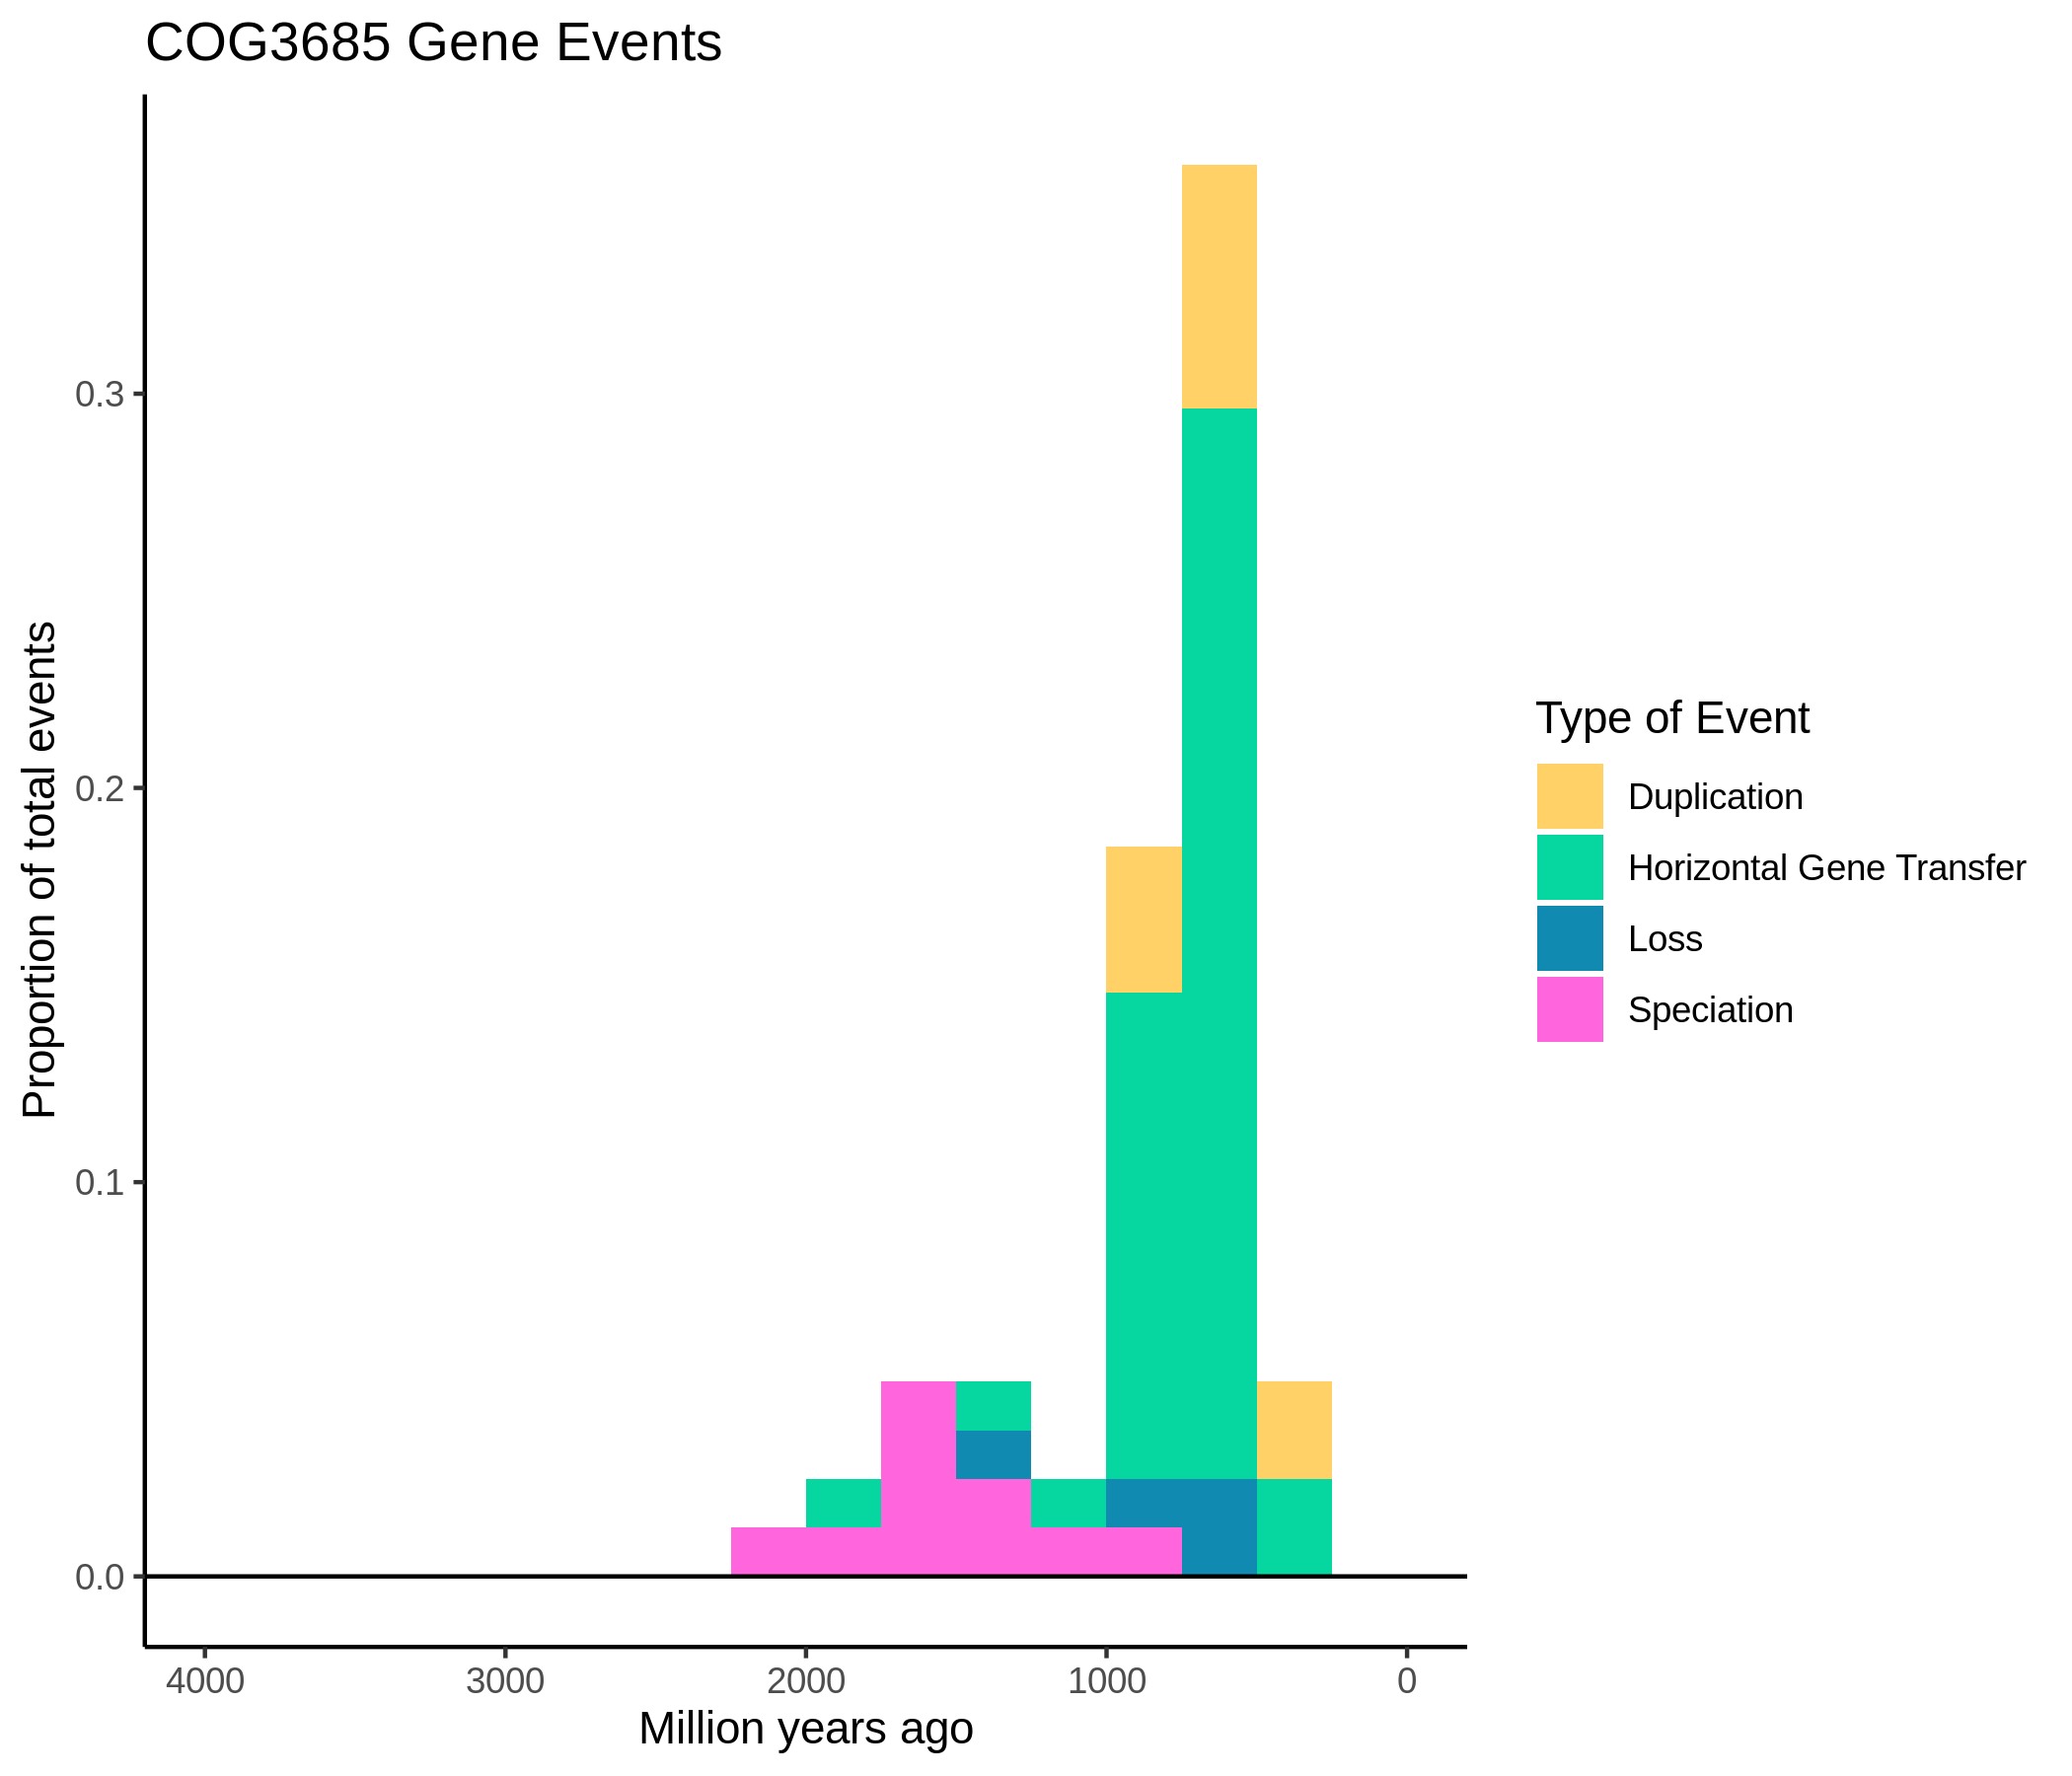 COG3685 Gene Events
Proportion of total events
0.3
0.2
0.1
0.0
4000 3000 2000 1000 0
Million years ago
Type of Event
Duplication
Horizontal Gene Transfer
Loss
Speciation